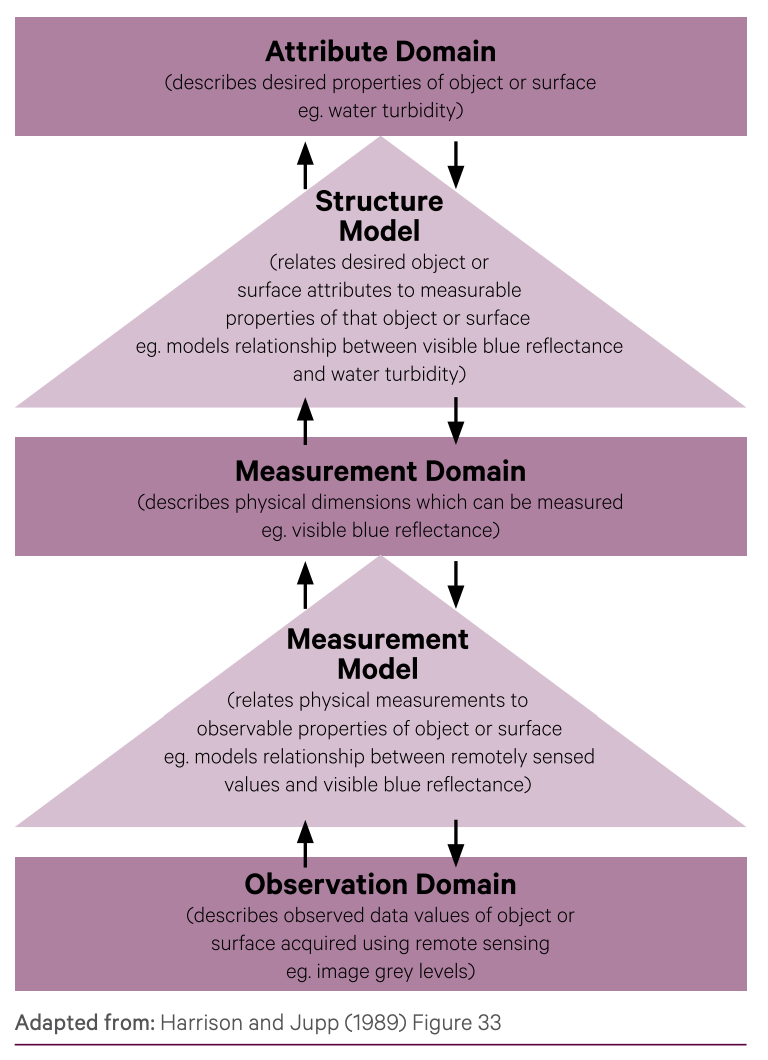 Attribute Domain
(describes desired properties of object or surface
eg. water turbidity)
Structure
Model
(relates desired object or
surface attributes to measurable
properties of that object or surface
eg. models relationship between visible blue reflectance
and water turbidity)
Measurement Domain
(describes physical dimensions which can be measured
eg. visible blue reflectance)
Measurement
Model
(relates physical measurements to
observable properties of object or surface
eg. models relationship between remotely sensed
values and visible blue reflectance)
Observation Domain
(describes observed data values of object or
surface acquired using remote sensing
eg. image grey levels)
Adapted from: Harrison and Jupp (1989) Figure 33